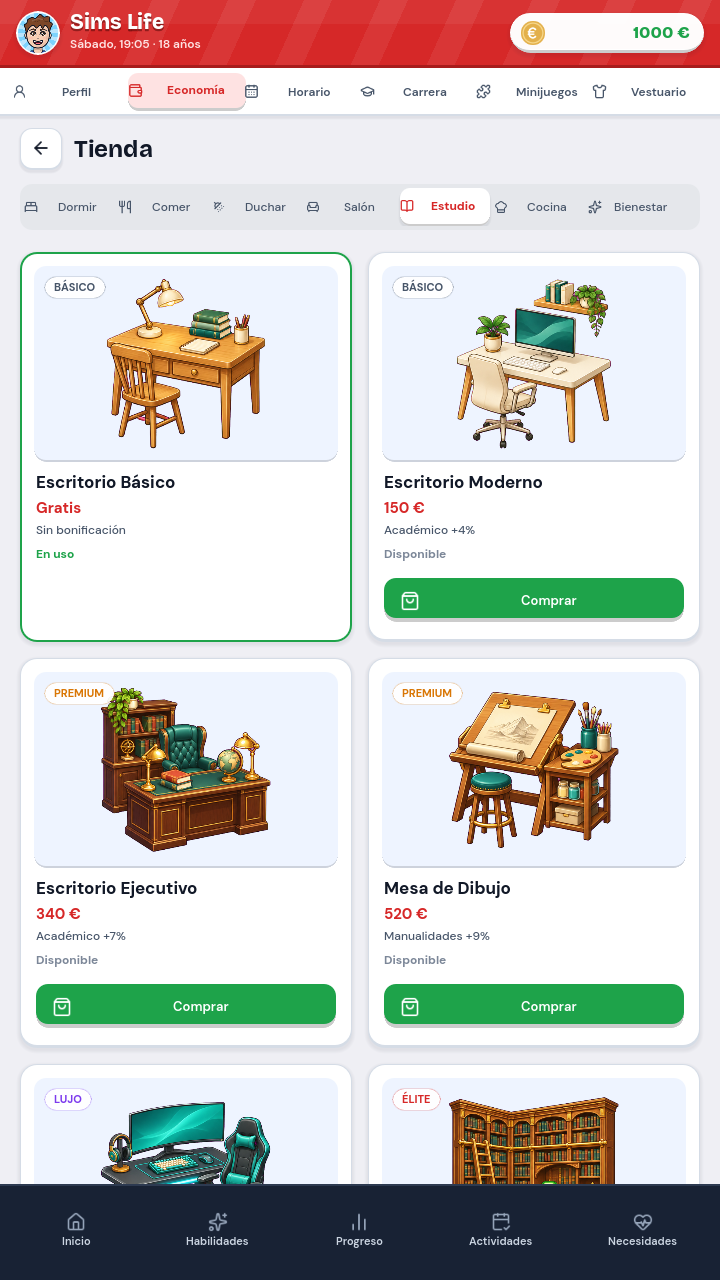 Sims Life
Sábado, 19:05 · 18 años
€ 1000 €
Perfil Economía Horario Carrera Minijuegos Vestuario
Tienda
Dormir Comer Duchar Salón Estudio Cocina Bienestar
BÁSICO
Escritorio Básico
Gratis
Sin bonificación
En uso
BÁSICO
Escritorio Moderno
150 €
Académico +4%
Disponible
Comprar
PREMIUM
Escritorio Ejecutivo
340 €
Académico +7%
Disponible
Comprar
PREMIUM
Mesa de Dibujo
520 €
Manualidades +9%
Disponible
Comprar
LUJO
ÉLITE
Inicio Habilidades Progreso Actividades Necesidades